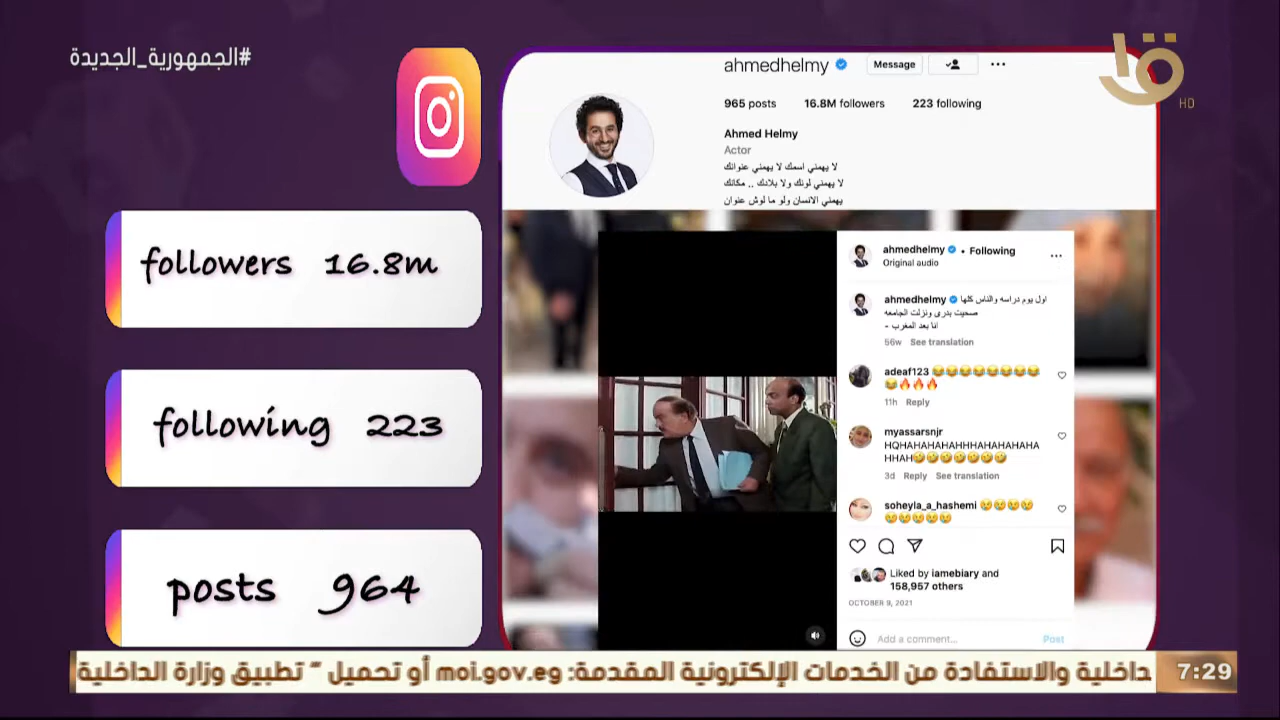 #الجمهورية_الجديدة
HD
followers 16.8m
following 223
posts 964
ahmedhelmy Message
965 posts 16.8M followers 223 following
Ahmed Helmy
Actor
لا يهمني اسمك لا يهمني عنوانك
لا يهمني لونك ولا بلادك .. مكانك
يهمني الانسان ولو ما لوش عنوان
ahmedhelmy • Following
Original audio
ahmedhelmy اول يوم دراسه والناس كلها
صحيت بدرى ونزلت الجامعه
انا بعد المغرب -
56w See translation
adeaf123 😂😂😂😂😂😂😂😂
😂🔥🔥🔥
11h Reply
myassarsnjr
HQHAHAHAHAHHHAHAHAHAHA
HHAH🤣🤣🤣🤣🤣🤣🤣
3d Reply See translation
soheyla_a_hashemi 😢😢😢😢
😢😢😢😢😢
Liked by iamebiary and
158,957 others
OCTOBER 9, 2021
Add a comment... Post
داخلية والاستفادة من الخدمات الإلكترونية المقدمة: moi.gov.eg أو تحميل " تطبيق وزارة الداخلية
7:29